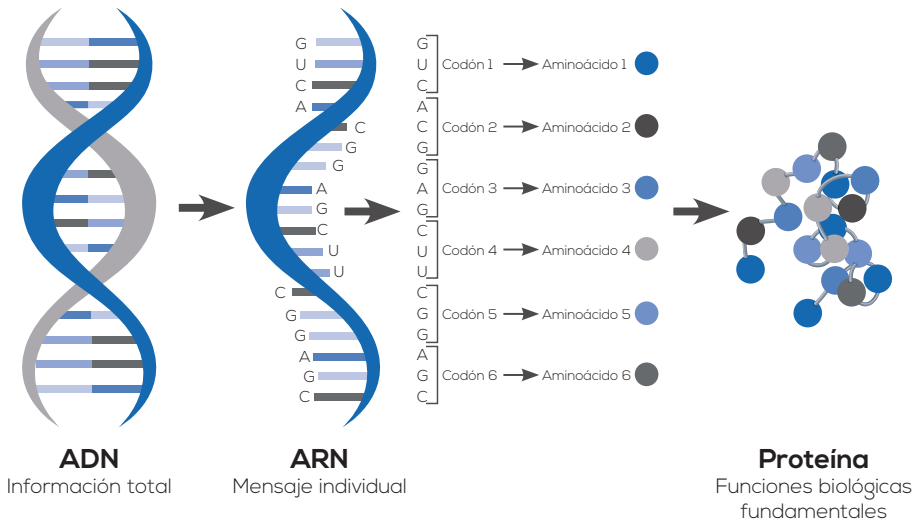 G
U
C
A
C
G
G
A
G
C
U
U
C
G
G
A
G
C
G
U
C
Codón 1
Aminoácido 1
A
C
G
Codón 2
Aminoácido 2
G
A
G
Codón 3
Aminoácido 3
C
U
U
Codón 4
Aminoácido 4
C
G
G
Codón 5
Aminoácido 5
A
G
C
Codón 6
Aminoácido 6
ADN
Información total
ARN
Mensaje individual
Proteína
Funciones biológicas
fundamentales